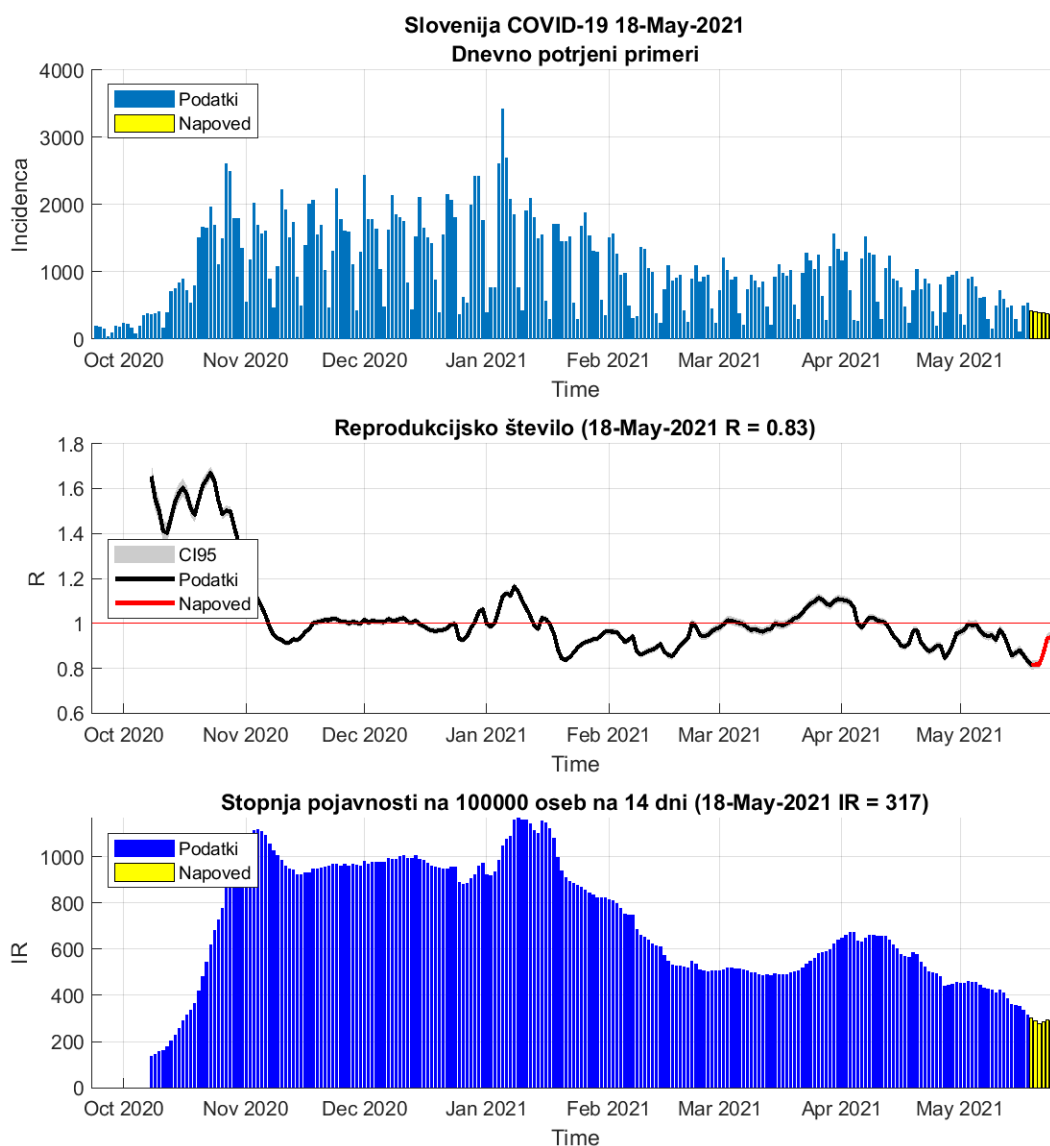 Slovenija COVID-19 18-May-2021
Dnevno potrjeni primeri
4000
3000
2000
1000
0
Incidenca
Podatki
Napoved
Oct 2020 Nov 2020 Dec 2020 Jan 2021 Feb 2021 Mar 2021 Apr 2021 May 2021
Time
Reprodukcijsko število (18-May-2021 R = 0.83)
1.8
1.6
1.4
1.2
1
0.8
0.6
R
CI95
Podatki
Napoved
Oct 2020 Nov 2020 Dec 2020 Jan 2021 Feb 2021 Mar 2021 Apr 2021 May 2021
Time
Stopnja pojavnosti na 100000 oseb na 14 dni (18-May-2021 IR = 317)
1000
800
600
400
200
0
IR
Podatki
Napoved
Oct 2020 Nov 2020 Dec 2020 Jan 2021 Feb 2021 Mar 2021 Apr 2021 May 2021
Time